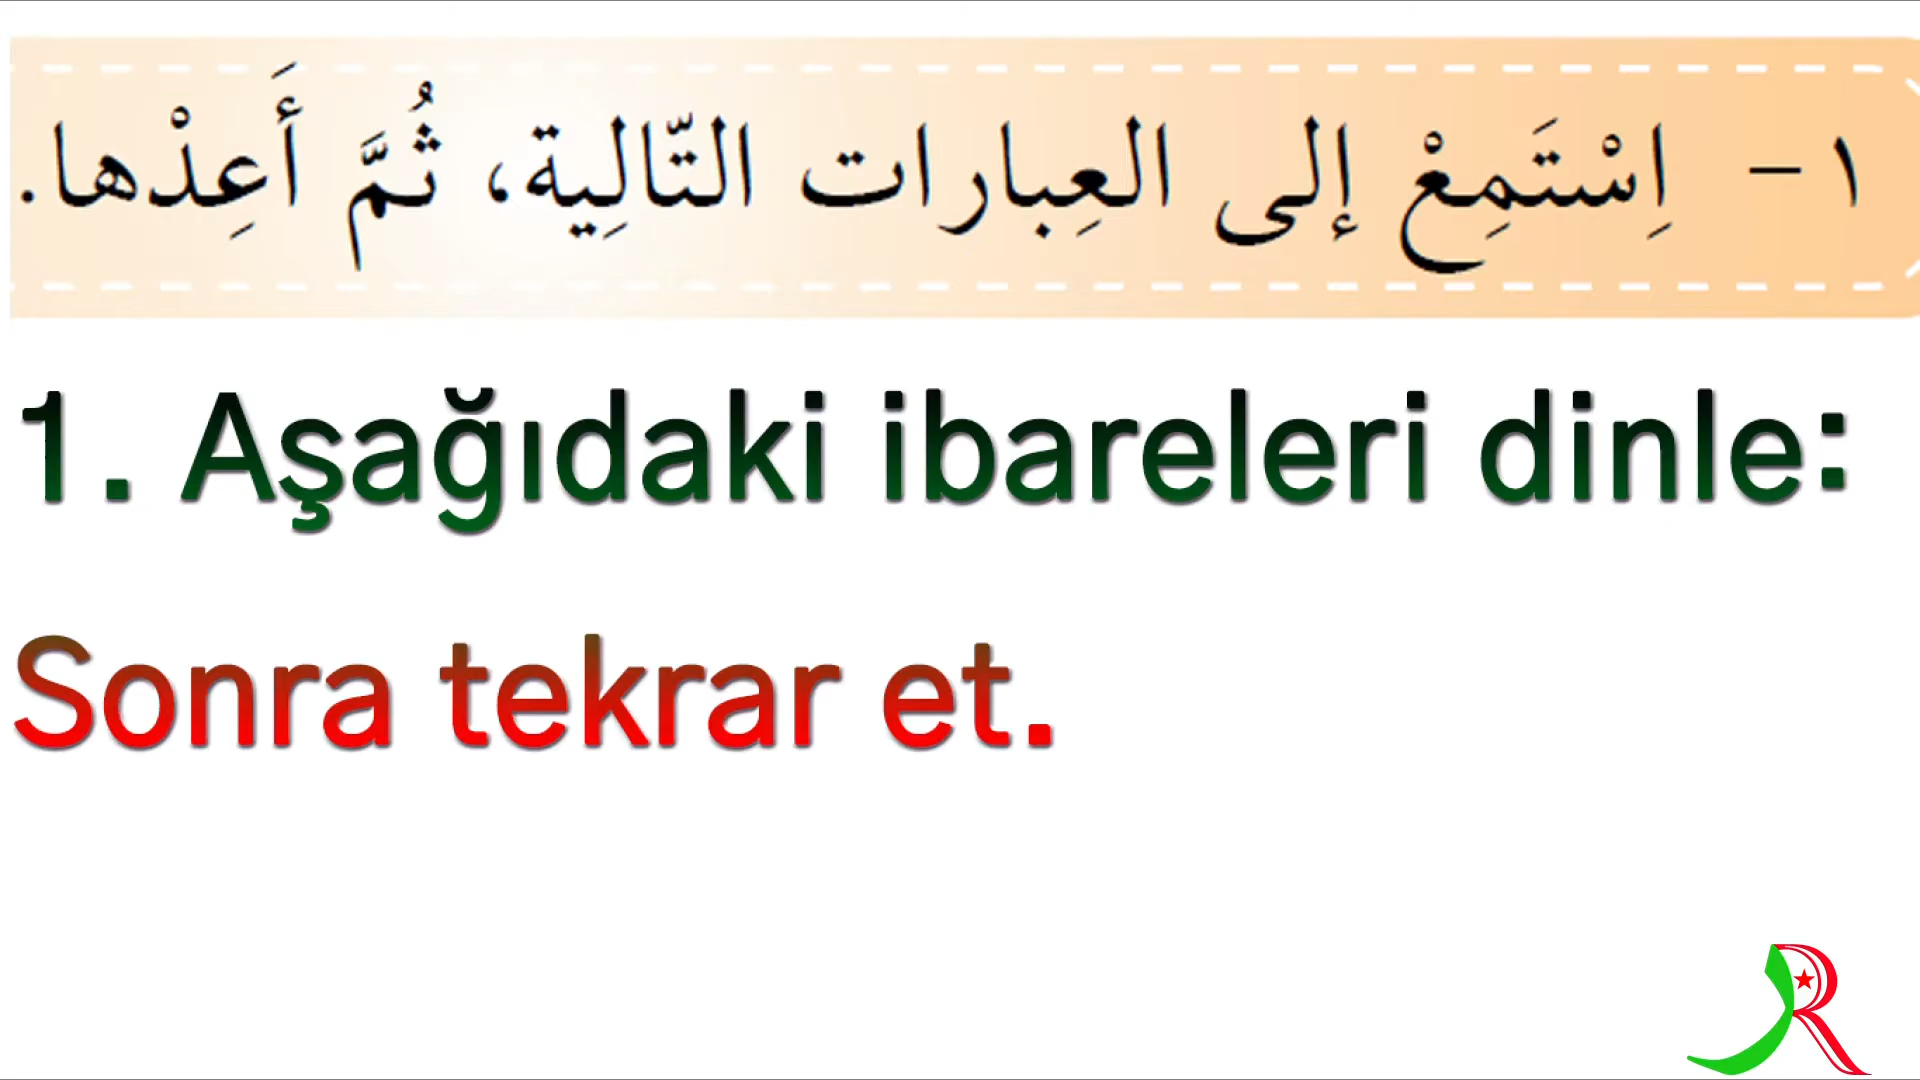 ١- اِسْتَمِعْ إلى العِبارات التّالِية، ثُمَّ أَعِدْها.
1. Aşağıdaki ibareleri dinle:
Sonra tekrar et.